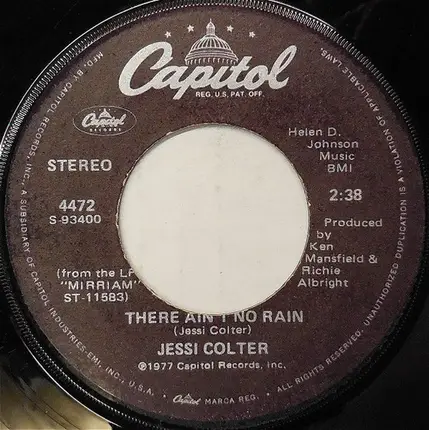 Capitol
REG. U.S. PAT. OFF.
Capitol
RECORDS
STEREO
4472
S-93400
Helen D.
Johnson
Music
BMI
2:38
Produced
by
Ken
Mansfield &
Richie
Albright
(from the LP
"MIRRIAM"
ST-11583)
THERE AIN'T NO RAIN
(Jessi Colter)
JESSI COLTER
©1977 Capitol Records, Inc.
Capitol MARCA REG.
MFG. BY CAPITOL RECORDS, INC., A SUBSIDIARY OF CAPITOL INDUSTRIES-EMI, INC., U.S.A. • ALL RIGHTS RESERVED. UNAUTHORIZED DUPLICATION IS A VIOLATION OF APPLICABLE LAWS.